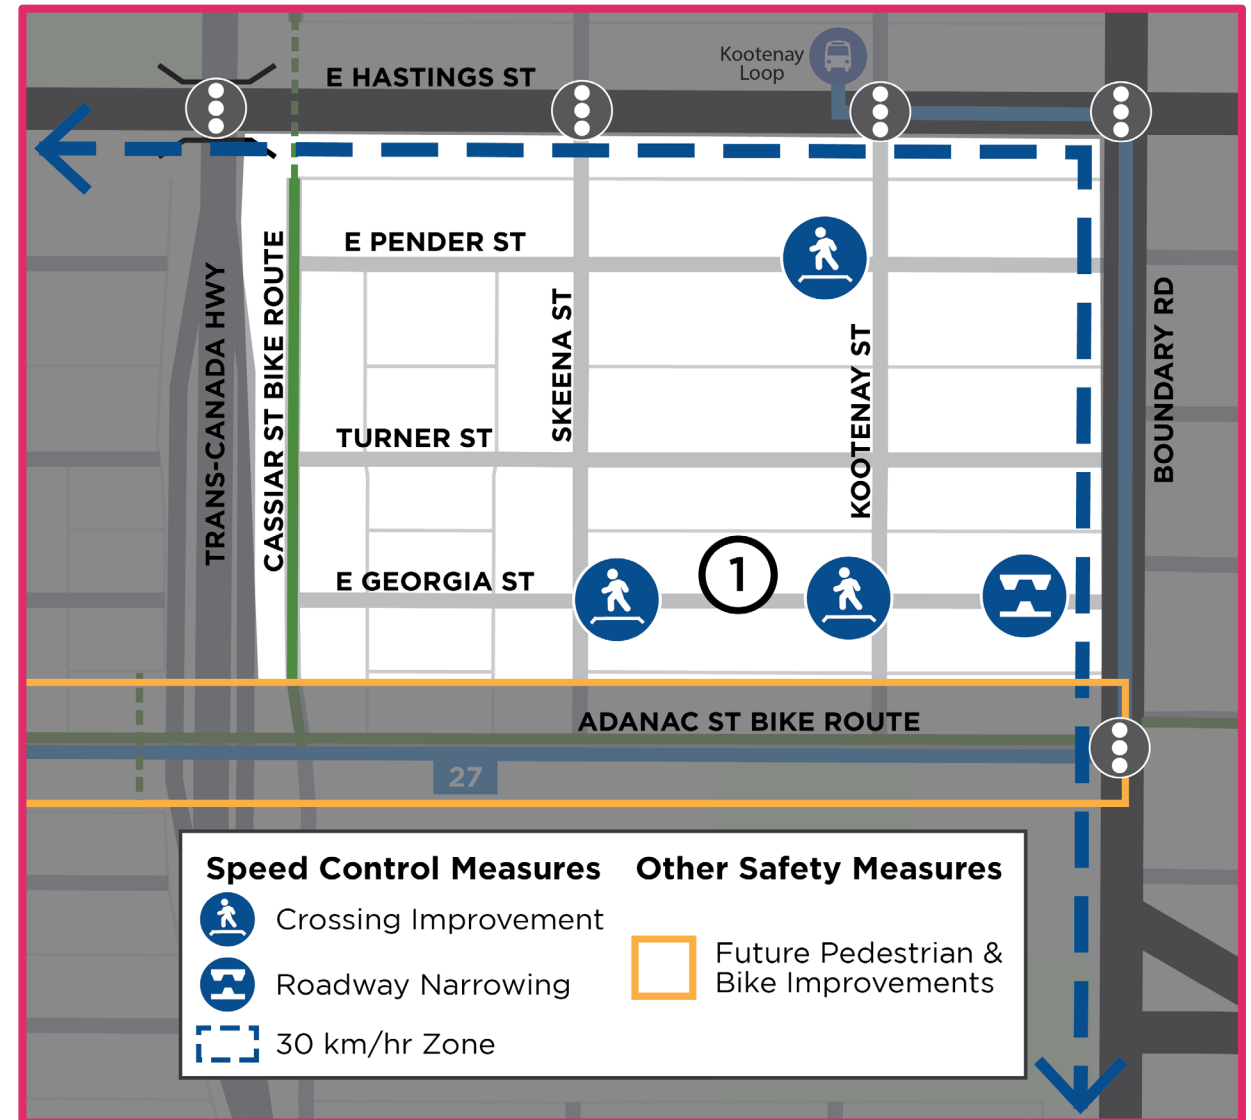 Kootenay
Loop
E HASTINGS ST
E PENDER ST
TRANS-CANADA HWY
CASSIAR ST BIKE ROUTE
SKEENA ST
KOOTENAY ST
BOUNDARY RD
TURNER ST
E GEORGIA ST
1
ADANAC ST BIKE ROUTE
27
Speed Control Measures
Crossing Improvement
Roadway Narrowing
30 km/hr Zone
Other Safety Measures
Future Pedestrian &
Bike Improvements